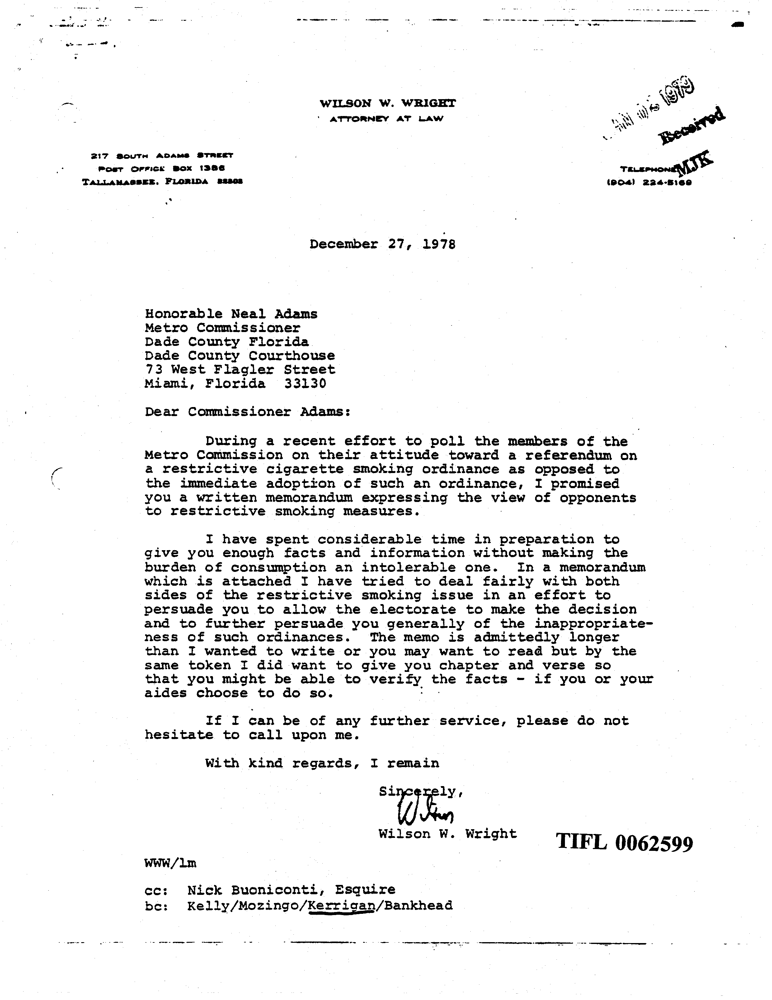 WILSON W. WRIGHT
ATTORNEY AT LAW
1979
Received
MJK
217 SOUTH ADAMS STREET
POST OFFICE BOX 1386
TALLAHASSEE, FLORIDA
TELEPHONE
(904) 224-5169
December 27, 1978
Honorable Neal Adams
Metro Commissioner
Dade County Florida
Dade County Courthouse
73 West Flagler Street
Miami, Florida  33130
Dear Commissioner Adams:
During a recent effort to poll the members of the
Metro Commission on their attitude toward a referendum on
a restrictive cigarette smoking ordinance as opposed to
the immediate adoption of such an ordinance, I promised
you a written memorandum expressing the view of opponents
to restrictive smoking measures.
I have spent considerable time in preparation to
give you enough facts and information without making the
burden of consumption an intolerable one.  In a memorandum
which is attached I have tried to deal fairly with both
sides of the restrictive smoking issue in an effort to
persuade you to allow the electorate to make the decision
and to further persuade you generally of the inappropriate-
ness of such ordinances.  The memo is admittedly longer
than I wanted to write or you may want to read but by the
same token I did want to give you chapter and verse so
that you might be able to verify the facts - if you or your
aides choose to do so.
If I can be of any further service, please do not
hesitate to call upon me.
With kind regards, I remain
Sincerely,
Wilson W. Wright
TIFL 0062599
WWW/lm
cc:  Nick Buoniconti, Esquire
bc:  Kelly/Mozingo/Kerrigan/Bankhead